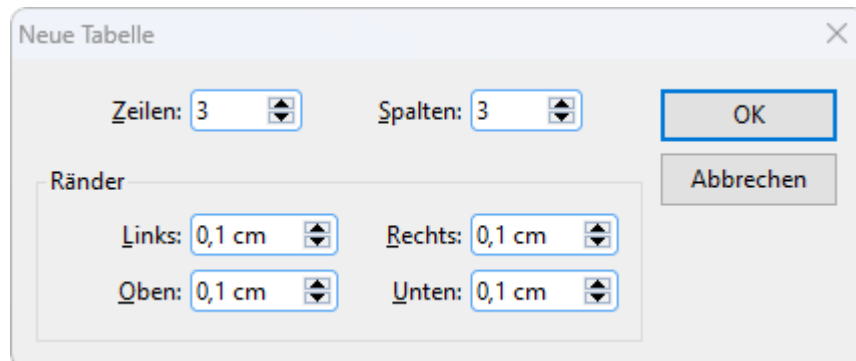 Neue Tabelle
Zeilen: 3 Spalten: 3 OK
Abbrechen
Ränder
Links: 0,1 cm Rechts: 0,1 cm
Oben: 0,1 cm Unten: 0,1 cm